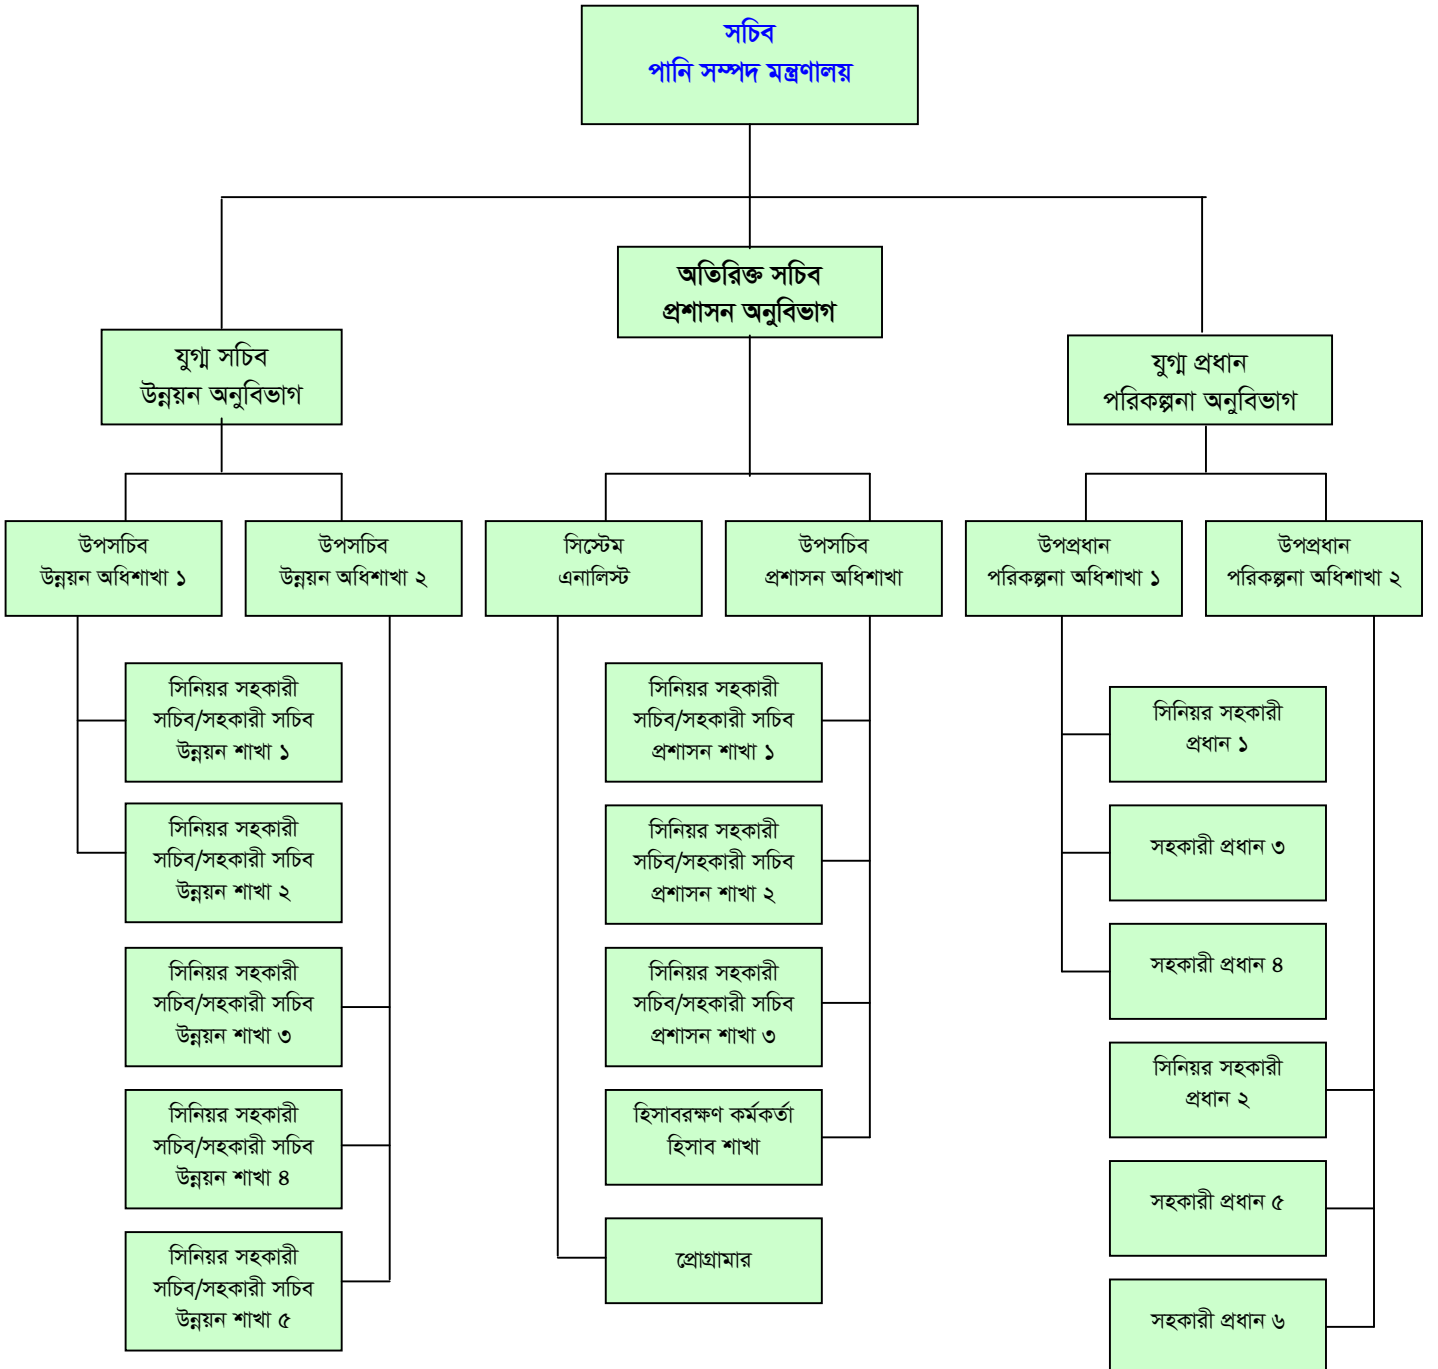 সচিব
পানি সম্পদ মন্ত্রণালয়
অতিরিক্ত সচিব
প্রশাসন অনুবিভাগ
যুগ্ম সচিব
উন্নয়ন অনুবিভাগ
যুগ্ম প্রধান
পরিকল্পনা অনুবিভাগ
উপসচিব
উন্নয়ন অধিশাখা ১
উপসচিব
উন্নয়ন অধিশাখা ২
সিস্টেম
এনালিস্ট
উপসচিব
প্রশাসন অধিশাখা
উপপ্রধান
পরিকল্পনা অধিশাখা ১
উপপ্রধান
পরিকল্পনা অধিশাখা ২
সিনিয়র সহকারী
সচিব/সহকারী সচিব
উন্নয়ন শাখা ১
সিনিয়র সহকারী
সচিব/সহকারী সচিব
উন্নয়ন শাখা ২
সিনিয়র সহকারী
সচিব/সহকারী সচিব
উন্নয়ন শাখা ৩
সিনিয়র সহকারী
সচিব/সহকারী সচিব
উন্নয়ন শাখা ৪
সিনিয়র সহকারী
সচিব/সহকারী সচিব
উন্নয়ন শাখা ৫
সিনিয়র সহকারী
সচিব/সহকারী সচিব
প্রশাসন শাখা ১
সিনিয়র সহকারী
সচিব/সহকারী সচিব
প্রশাসন শাখা ২
সিনিয়র সহকারী
সচিব/সহকারী সচিব
প্রশাসন শাখা ৩
হিসাবরক্ষণ কর্মকর্তা
হিসাব শাখা
প্রোগ্রামার
সিনিয়র সহকারী
প্রধান ১
সহকারী প্রধান ৩
সহকারী প্রধান ৪
সিনিয়র সহকারী
প্রধান ২
সহকারী প্রধান ৫
সহকারী প্রধান ৬